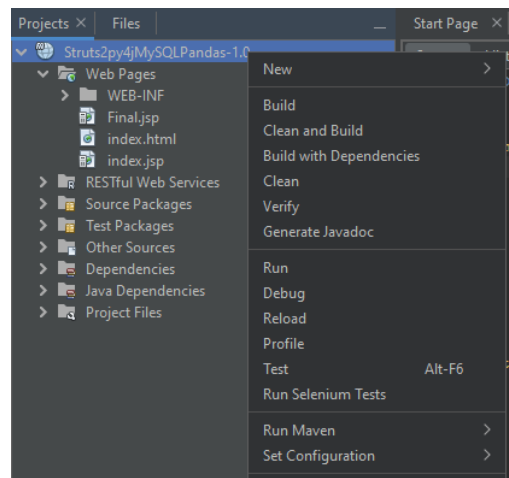 Projects Files Start Page
Struts2py4jMySQLPandas-1.0
Web Pages
WEB-INF
Final.jsp
index.html
index.jsp
RESTful Web Services
Source Packages
Test Packages
Other Sources
Dependencies
Java Dependencies
Project Files
New
Build
Clean and Build
Build with Dependencies
Clean
Verify
Generate Javadoc
Run
Debug
Reload
Profile
Test Alt-F6
Run Selenium Tests
Run Maven
Set Configuration